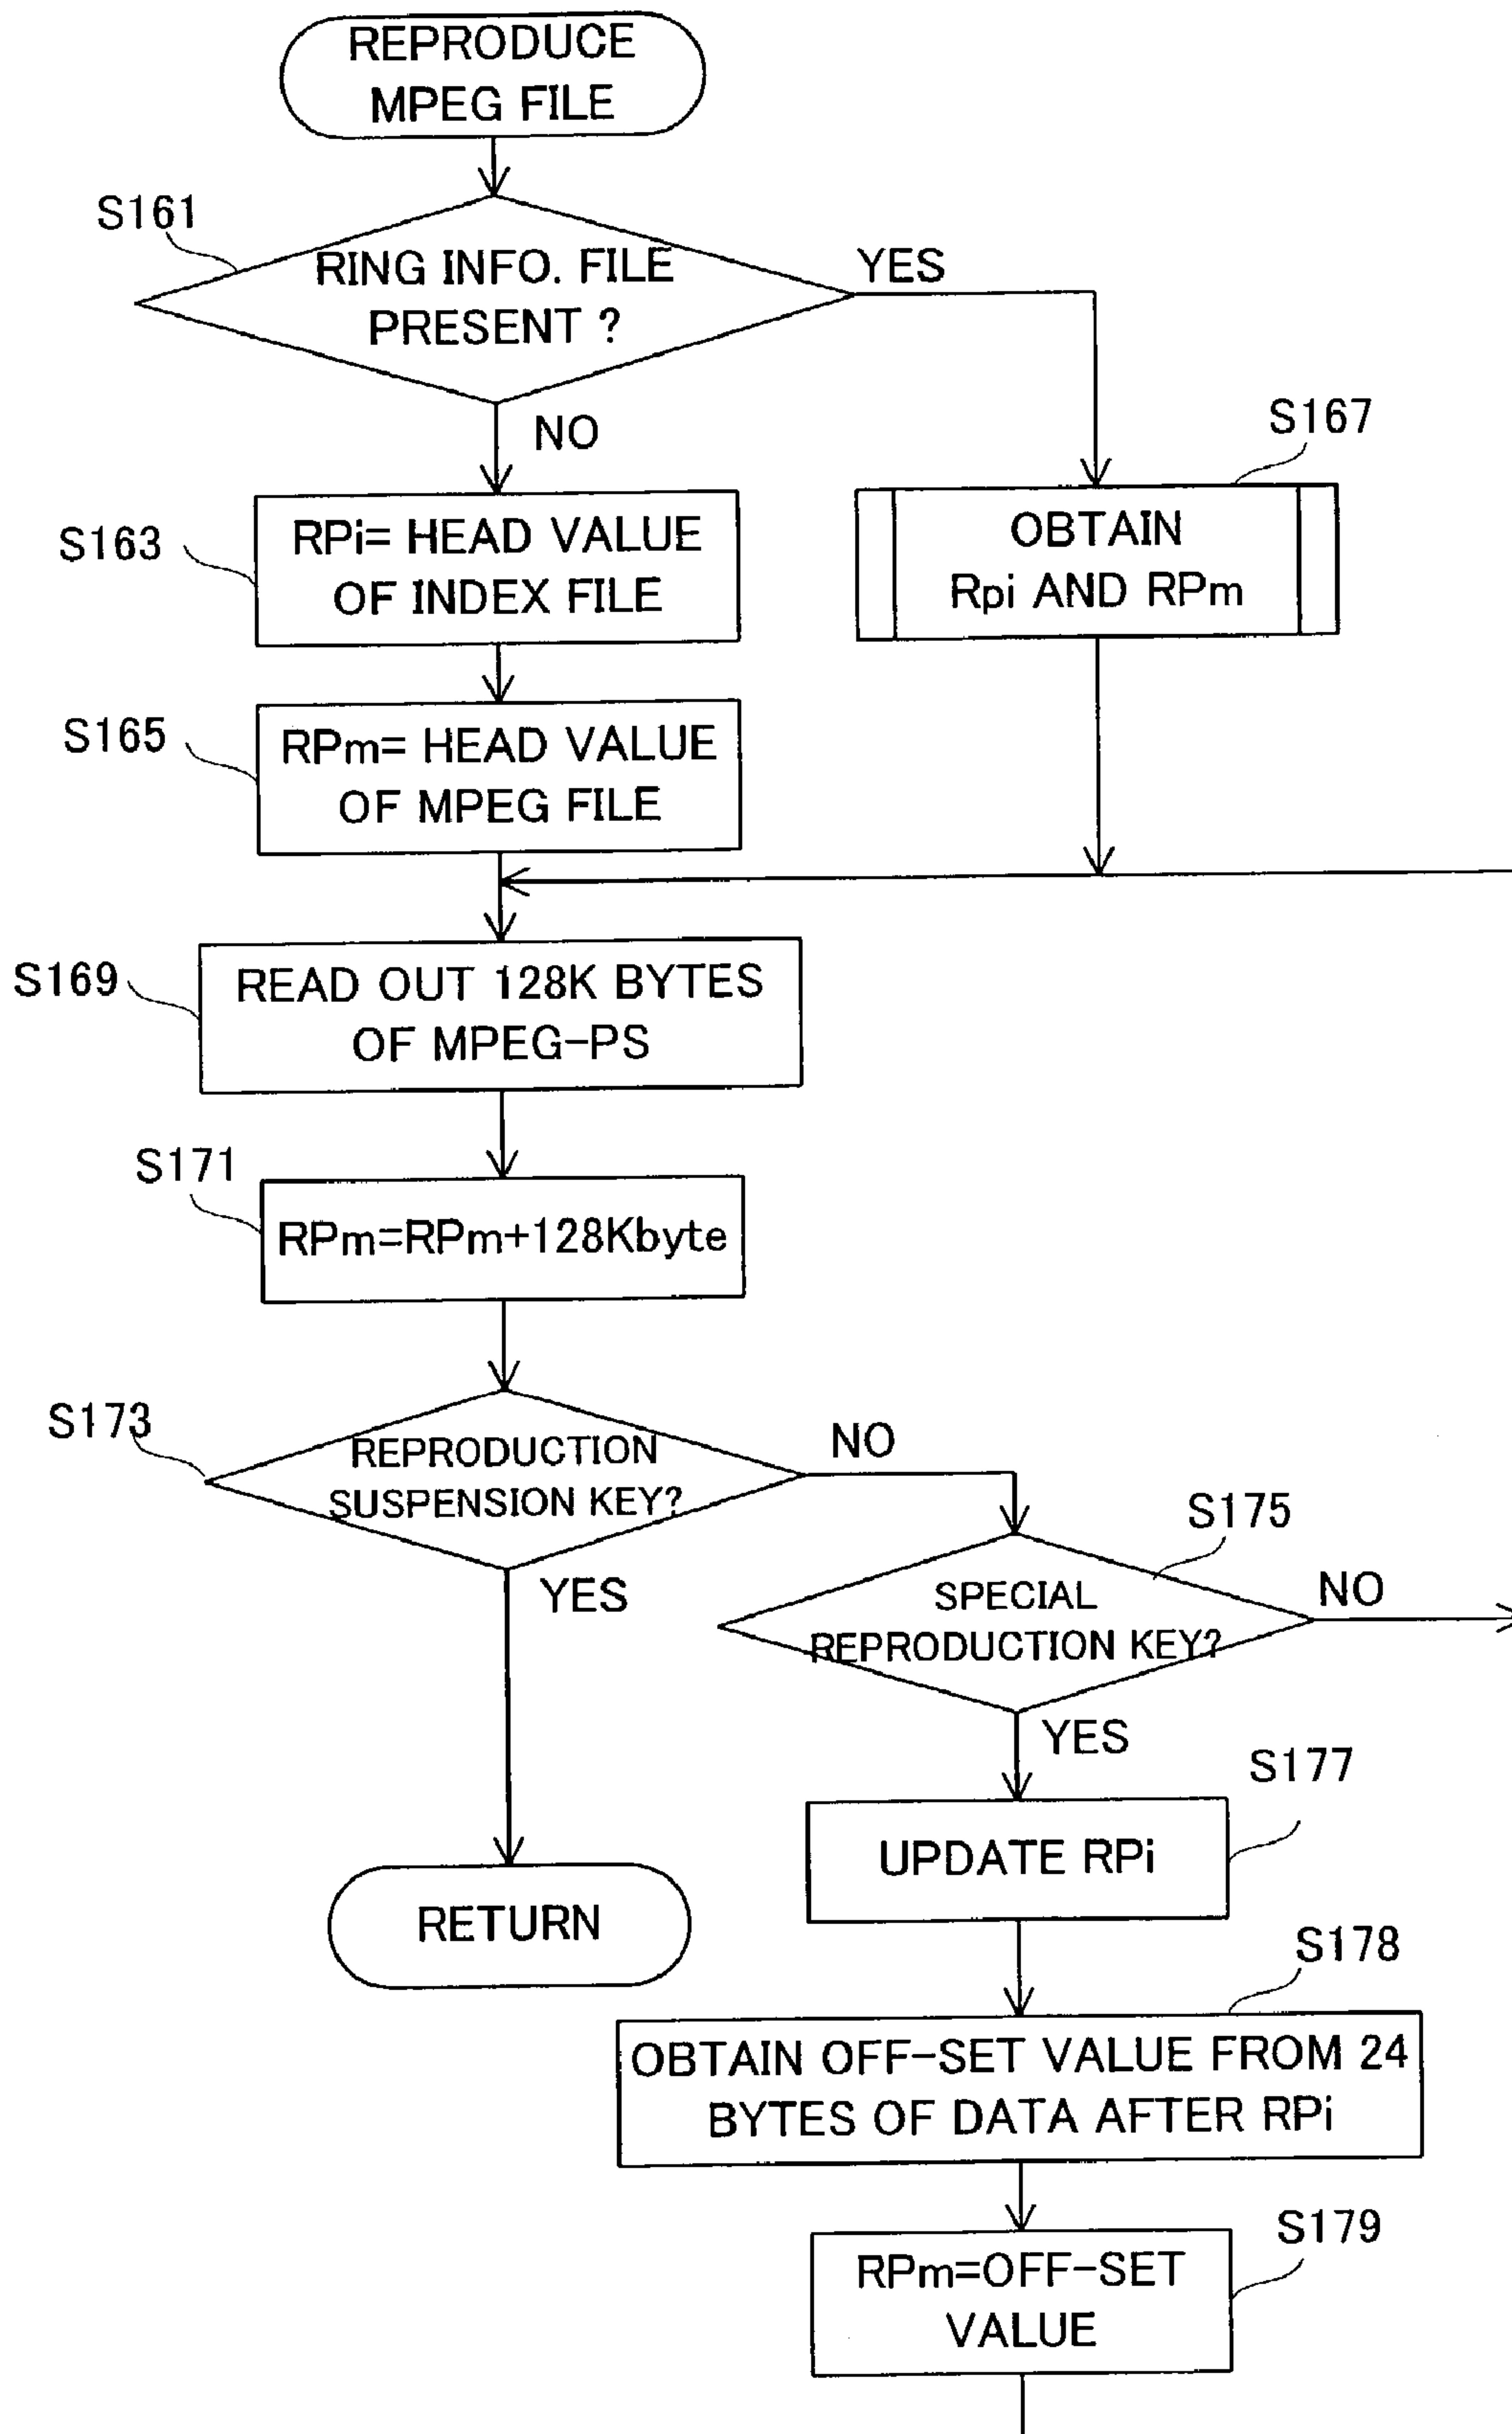 REPRODUCE
MPEG FILE
S161
RING INFO. FILE
PRESENT ?
YES
NO
S167
S163
RPi= HEAD VALUE
OF INDEX FILE
OBTAIN
Rpi AND RPm
S165
RPm= HEAD VALUE
OF MPEG FILE
S169
READ OUT 128K BYTES
OF MPEG-PS
S171
RPm=RPm+128Kbyte
S173
REPRODUCTION
SUSPENSION KEY?
NO
YES
S175
SPECIAL
REPRODUCTION KEY?
NO
YES
S177
UPDATE RPi
RETURN
S178
OBTAIN OFF-SET VALUE FROM 24
BYTES OF DATA AFTER RPi
S179
RPm=OFF-SET
VALUE